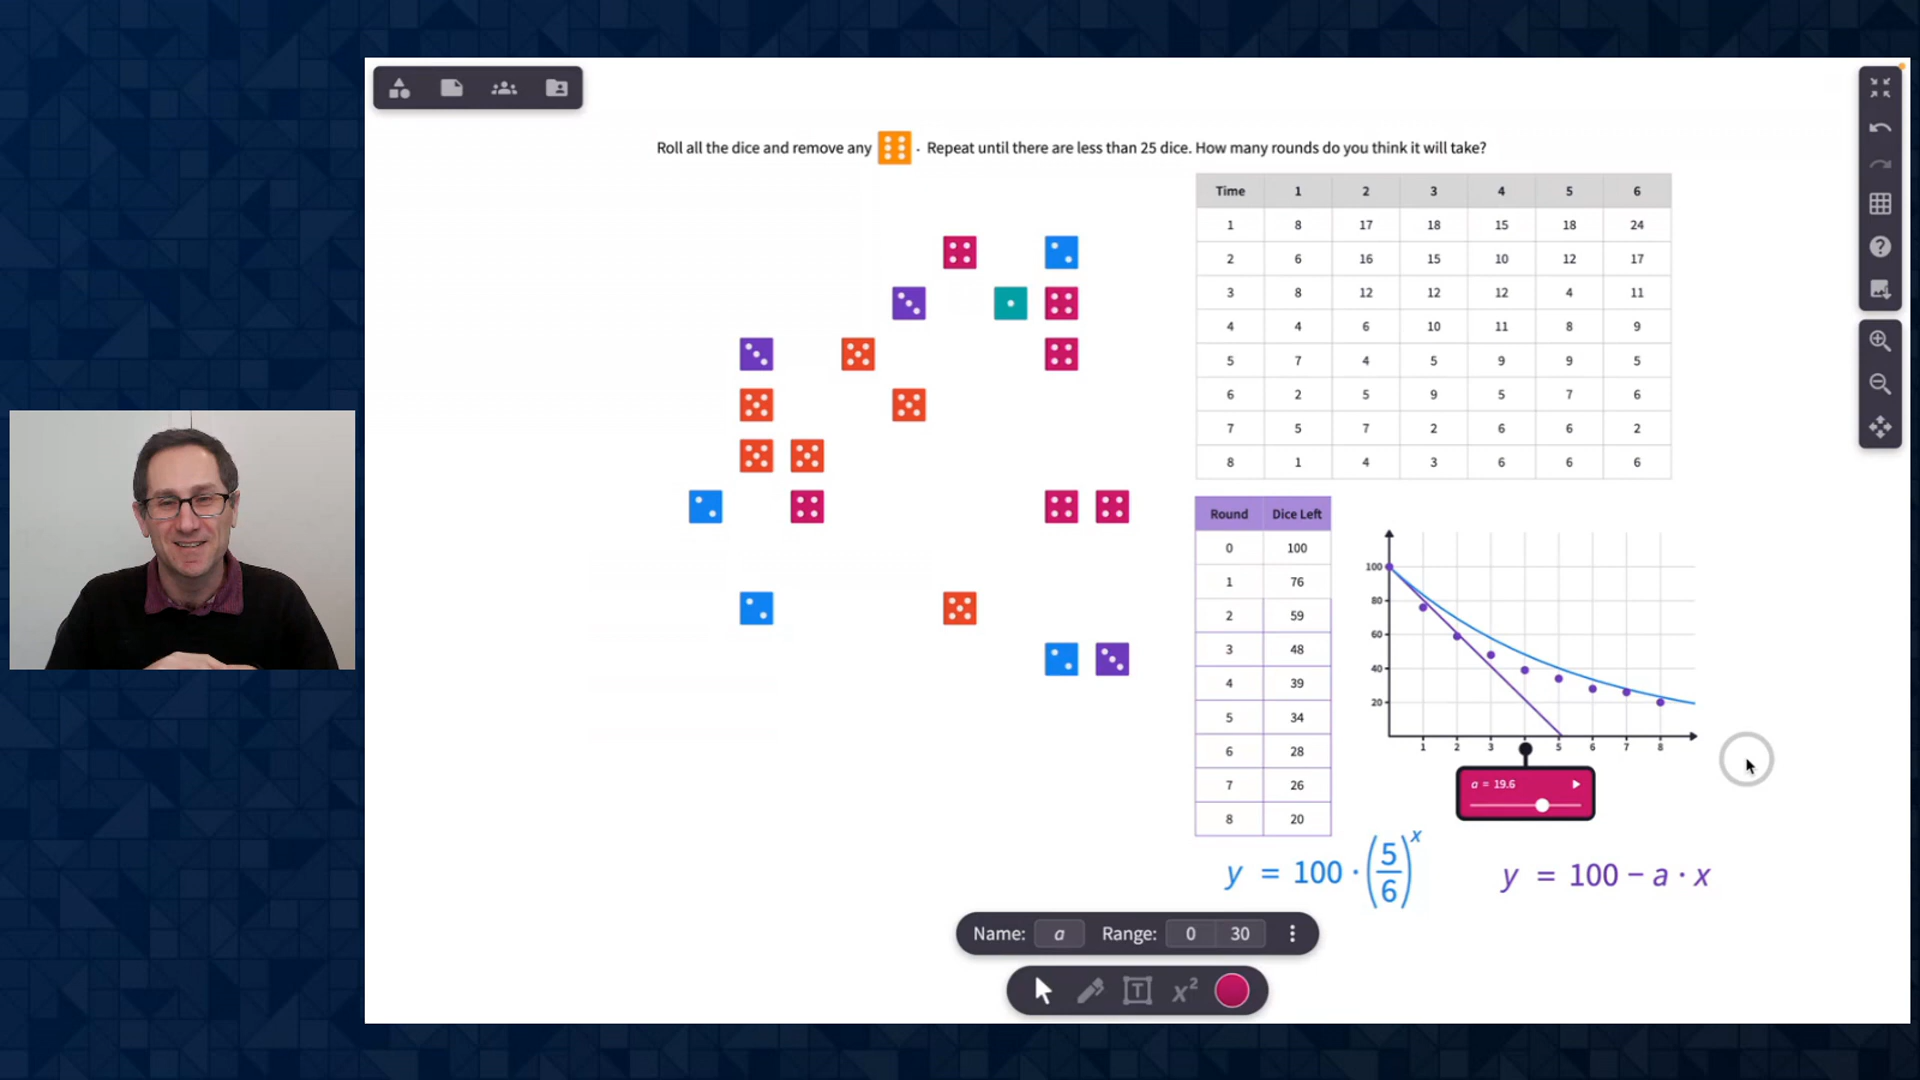 Roll all the dice and remove any . Repeat until there are less than 25 dice. How many rounds do you think it will take?
Time 1 2 3 4 5 6
1 8 17 18 15 18 24
2 6 16 15 10 12 17
3 8 12 12 12 4 11
4 4 6 10 11 8 9
5 7 4 5 9 9 5
6 2 5 9 5 7 6
7 5 7 2 6 6 2
8 1 4 3 6 6 6
Round Dice Left
0 100
1 76
2 59
3 48
4 39
5 34
6 28
7 26
8 20
100
80
60
40
20
1 2 3 5 6 7 8
a = 19.6
y = 100 · (5/6)^x
y = 100 − a · x
Name: a Range: 0 30
T x²